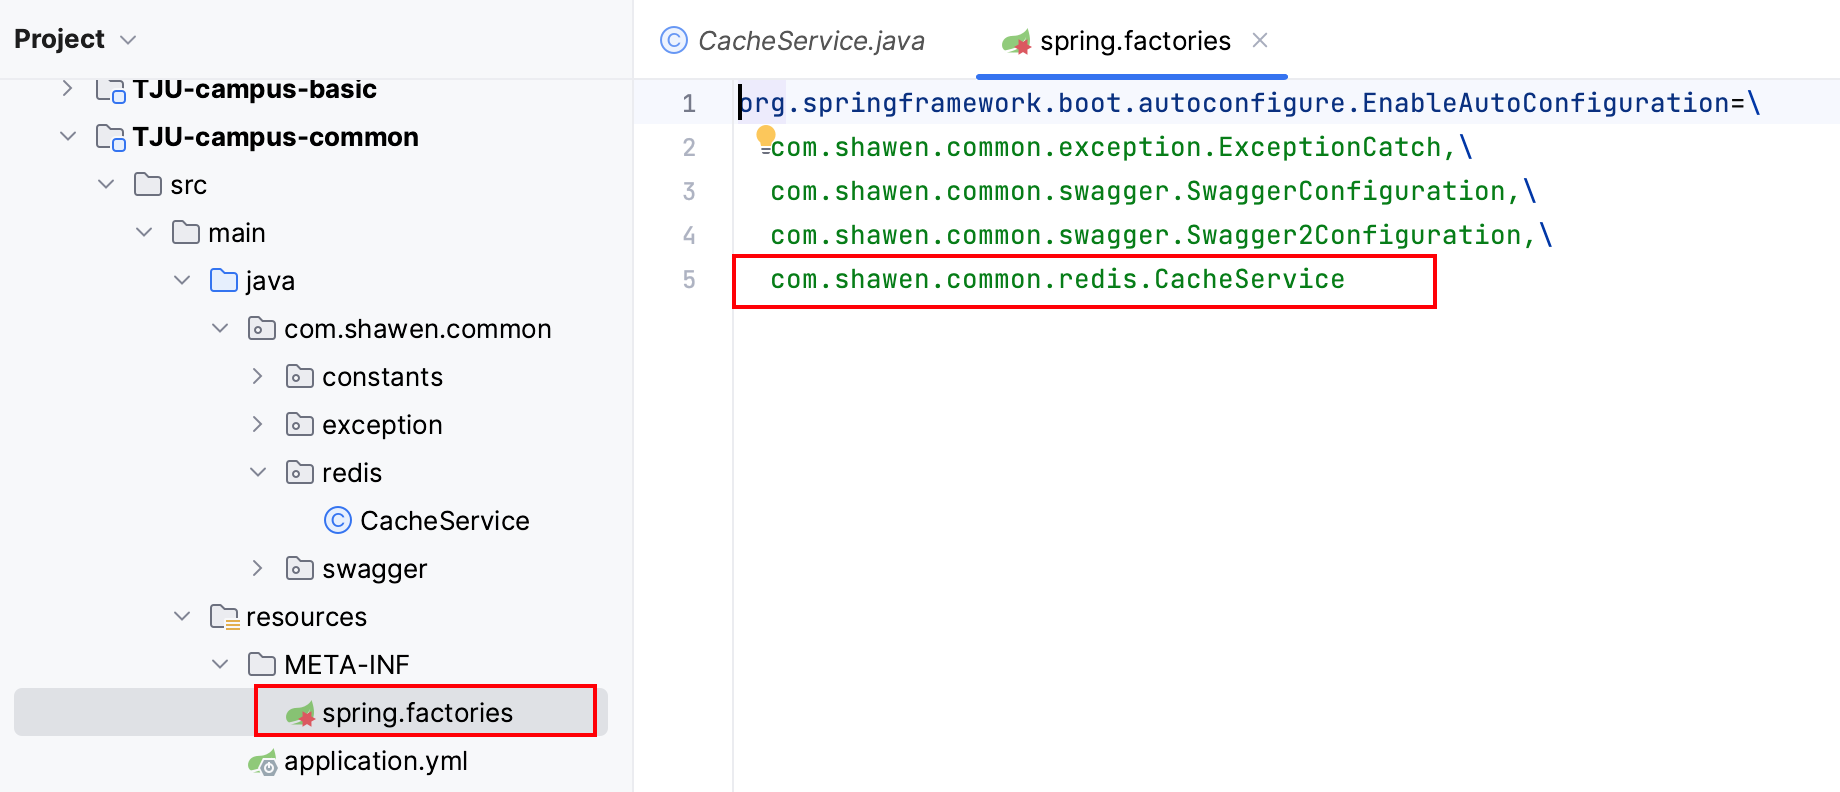 Project
TJU-campus-basic
TJU-campus-common
src
main
java
com.shawen.common
constants
exception
redis
CacheService
swagger
resources
META-INF
spring.factories
application.yml
CacheService.java
spring.factories
1 org.springframework.boot.autoconfigure.EnableAutoConfiguration=\
2 com.shawen.common.exception.ExceptionCatch,\
3 com.shawen.common.swagger.SwaggerConfiguration,\
4 com.shawen.common.swagger.Swagger2Configuration,\
5 com.shawen.common.redis.CacheService